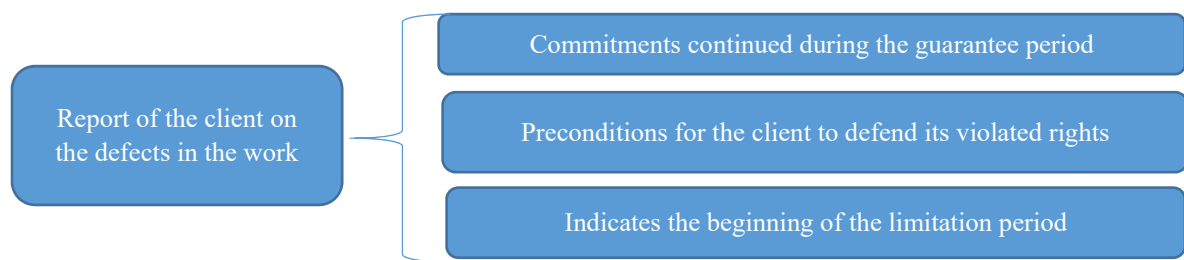 Commitments continued during the guarantee period
Report of the client on
the defects in the work
Preconditions for the client to defend its violated rights
Indicates the beginning of the limitation period